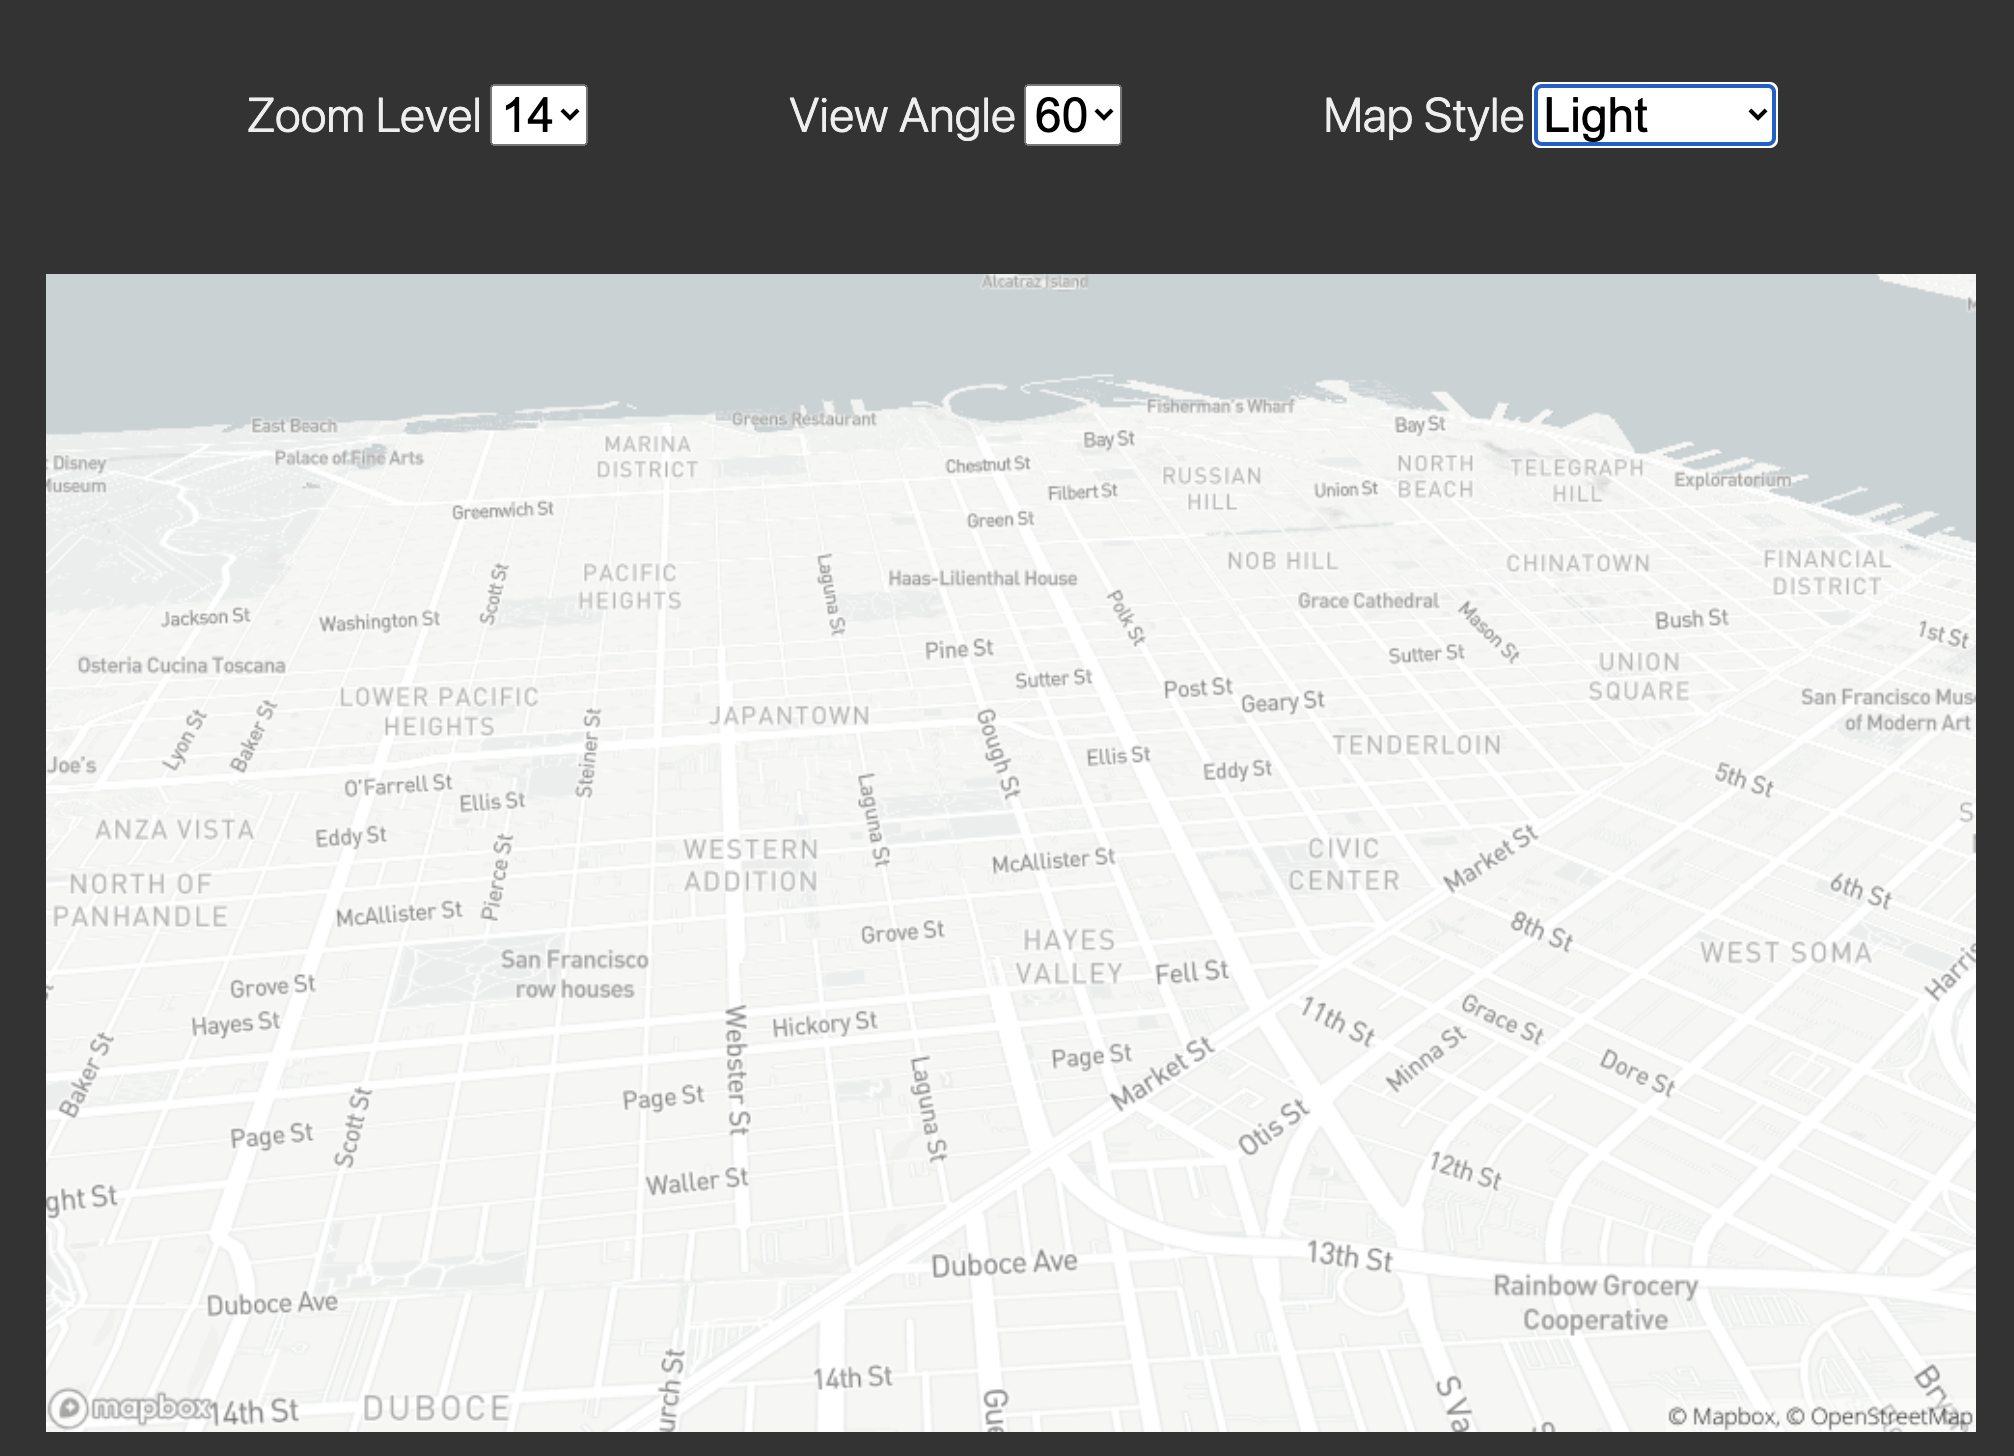 Zoom Level 14
View Angle 60
Map Style Light
Alcatraz Island
Fisherman's Wharf
East Beach
Greens Restaurant
Bay St
Bay St
MARINA
DISTRICT
Palace of Fine Arts
Disney
Museum
Chestnut St
RUSSIAN
HILL
NORTH
BEACH
TELEGRAPH
HILL
Exploratorium
Filbert St
Union St
Greenwich St
Green St
NOB HILL
CHINATOWN
FINANCIAL
DISTRICT
PACIFIC
HEIGHTS
Scott St
Laguna St
Haas-Lilienthal House
Polk St
Grace Cathedral
Mason St
Bush St
1st St
Jackson St
Washington St
Pine St
Sutter St
Osteria Cucina Toscana
Sutter St
UNION
SQUARE
Post St
Geary St
San Francisco Mus
of Modern Art
LOWER PACIFIC
HEIGHTS
JAPANTOWN
Lyon St
Baker St
Steiner St
Gough St
TENDERLOIN
Joe's
Ellis St
Eddy St
5th St
O'Farrell St
Ellis St
Laguna St
ANZA VISTA
Eddy St
WESTERN
ADDITION
McAllister St
CIVIC
CENTER
Market St
6th St
NORTH OF
PANHANDLE
Pierce St
McAllister St
Grove St
HAYES
VALLEY
8th St
WEST SOMA
Harris
San Francisco
row houses
Fell St
Grove St
Hayes St
Hickory St
11th St
Grace St
Webster St
Page St
Market St
Minna St
Dore St
Baker St
Scott St
Page St
Laguna St
Otis St
Page St
12th St
Waller St
ght St
Duboce Ave
13th St
Rainbow Grocery
Cooperative
Duboce Ave
urch St
14th St
Gue
S Va
Brya
mapbox
14th St
DUBOCE
© Mapbox, © OpenStreetMap